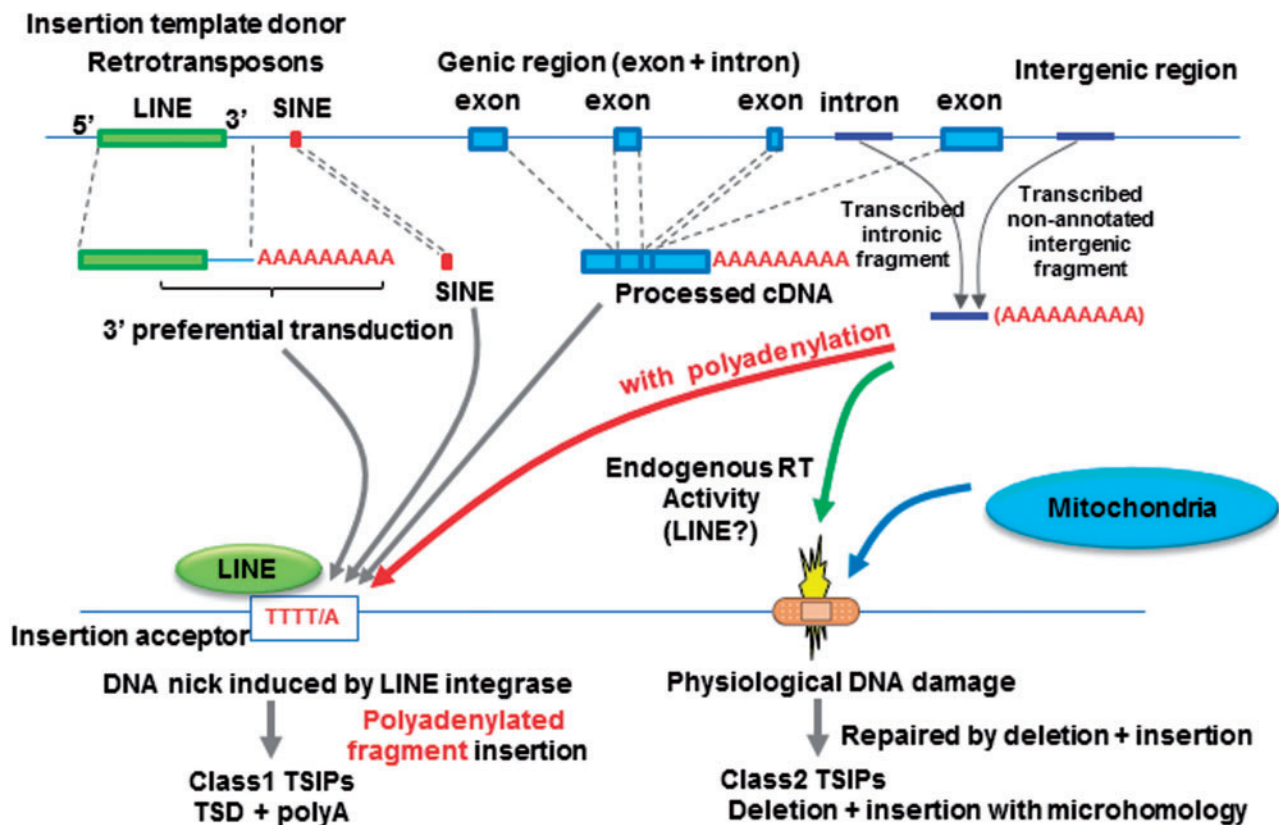 Insertion template donor
Retrotransposons
Genic region (exon + intron)
Intergenic region
5’ LINE 3’ SINE
exon exon exon intron exon
AAAAAAAAA
SINE
3’ preferential transduction
AAAAAAAAA
Processed cDNA
Transcribed
intronic
fragment
Transcribed
non-annotated
intergenic
fragment
(AAAAAAAAA)
with polyadenylation
Endogenous RT
Activity
(LINE?)
Mitochondria
LINE
TTTT/A
Insertion acceptor
DNA nick induced by LINE integrase
Polyadenylated
fragment insertion
Class1 TSIPs
TSD + polyA
Physiological DNA damage
Repaired by deletion + insertion
Class2 TSIPs
Deletion + insertion with microhomology